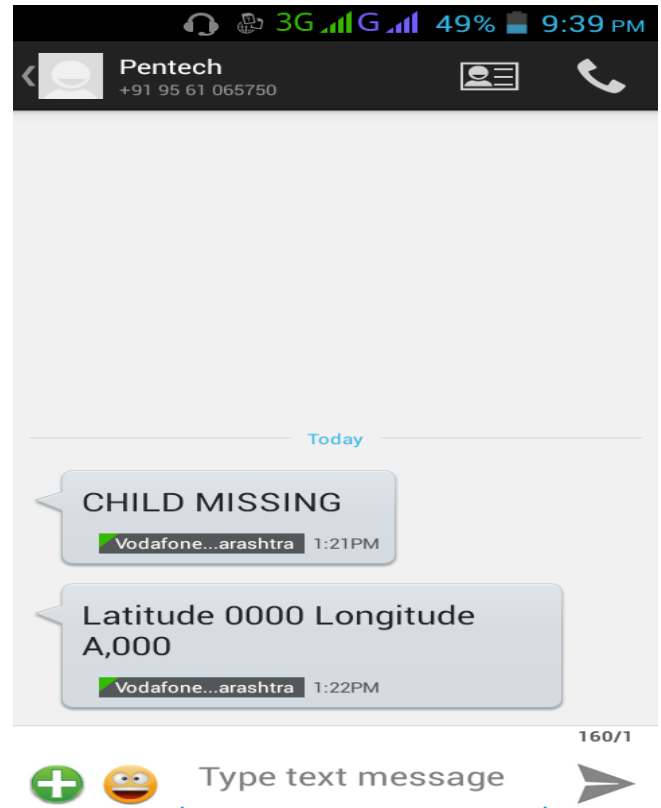 3G G 49% 9:39 PM
Pentech
+91 95 61 065750
Today
CHILD MISSING
Vodafone...arashtra 1:21PM
Latitude 0000 Longitude
A,000
Vodafone...arashtra 1:22PM
160/1
Type text message